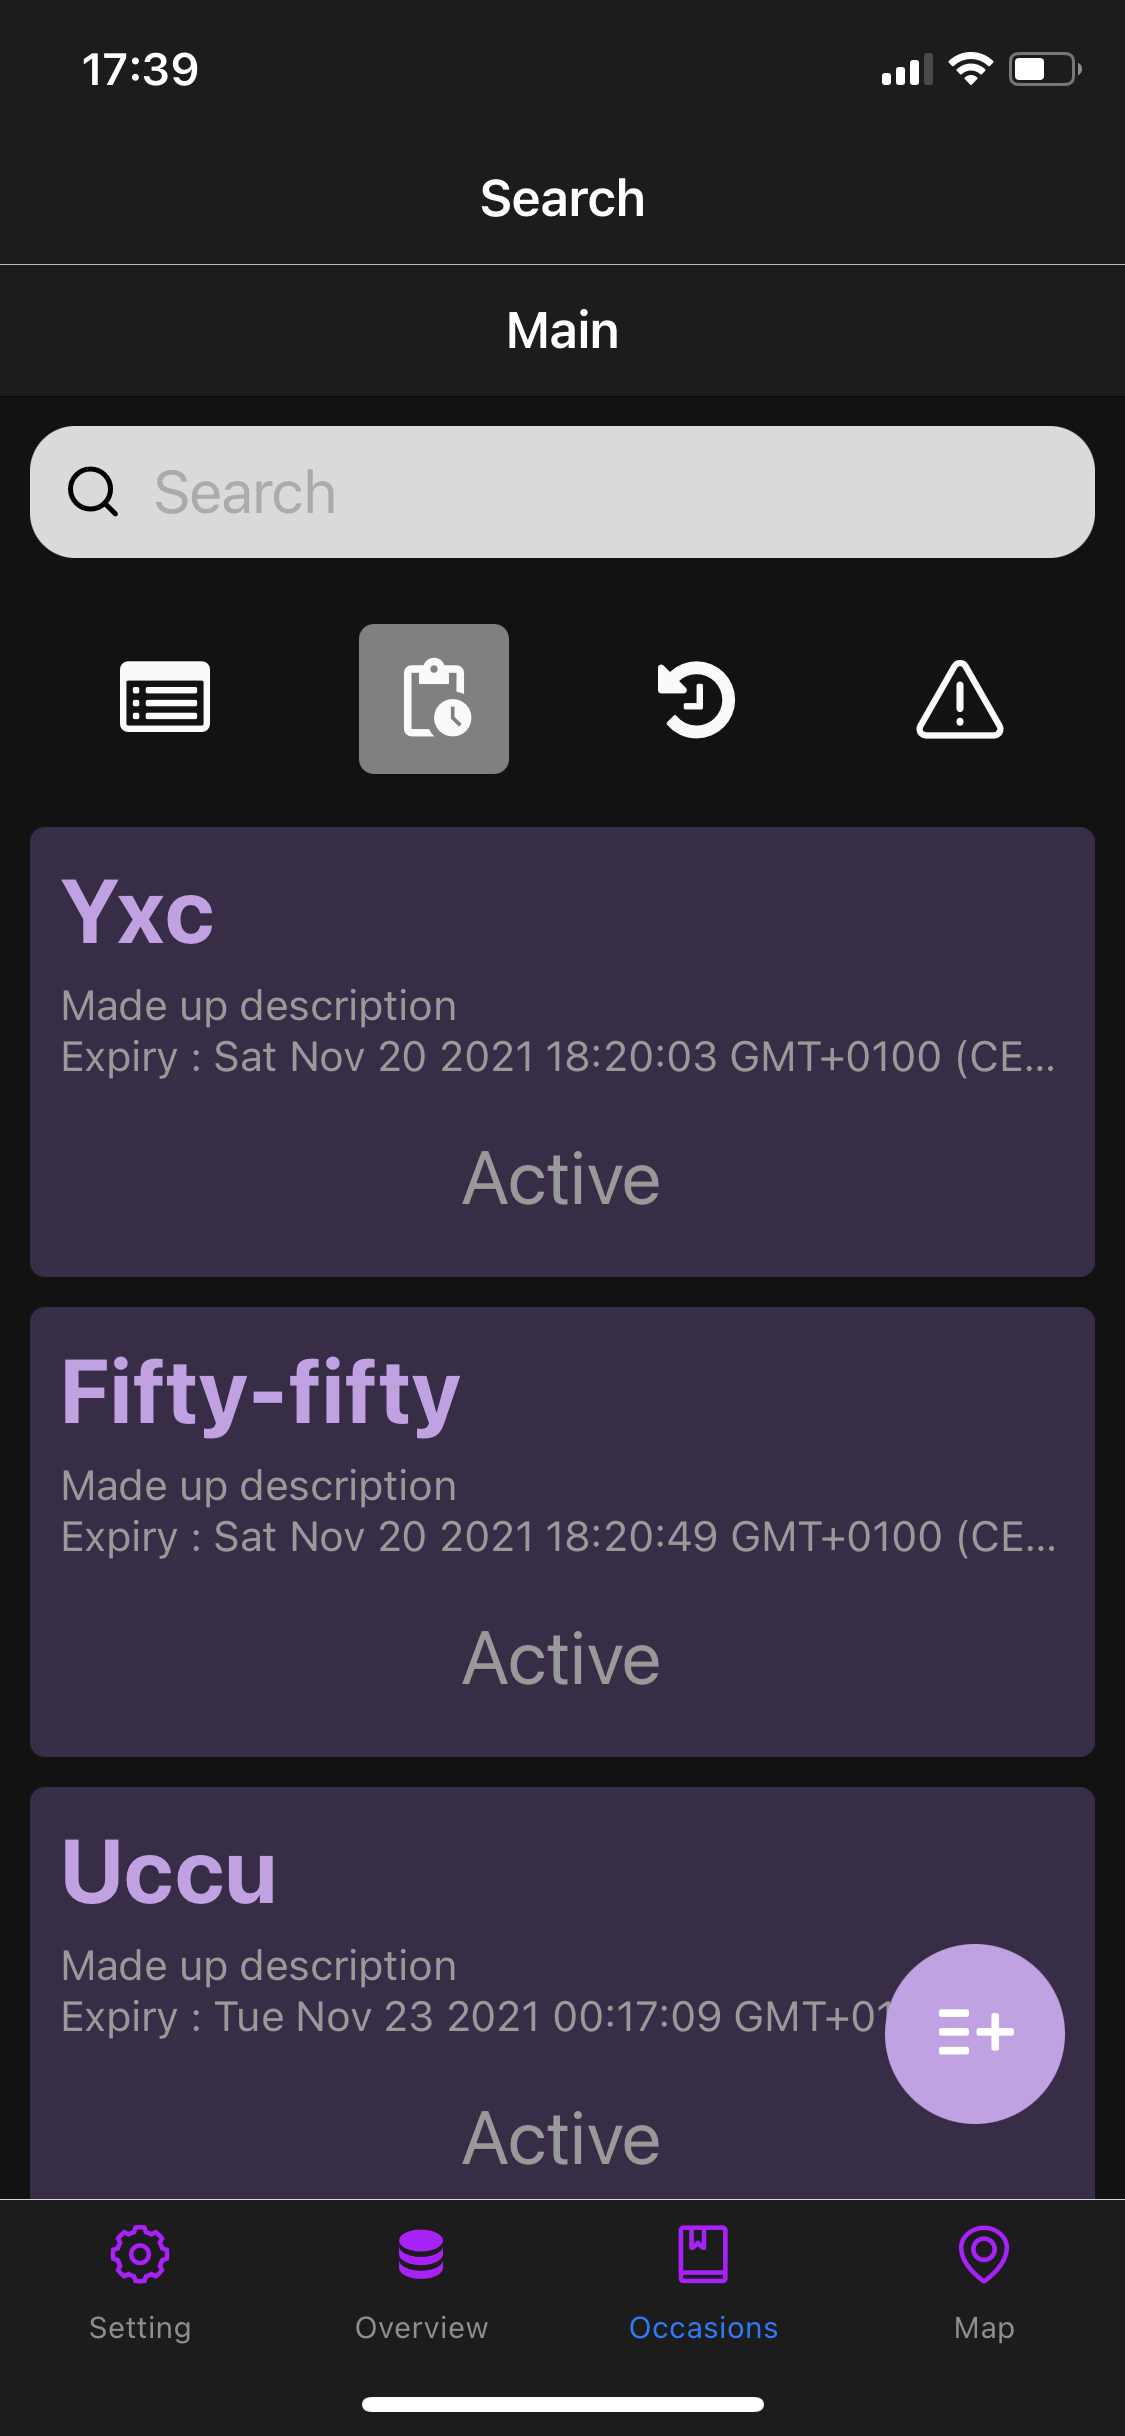 17:39
Search
Main
Search
Yxc
Made up description
Expiry : Sat Nov 20 2021 18:20:03 GMT+0100 (CE...
Active
Fifty-fifty
Made up description
Expiry : Sat Nov 20 2021 18:20:49 GMT+0100 (CE...
Active
Uccu
Made up description
Expiry : Tue Nov 23 2021 00:17:09 GMT+01
Active
Setting
Overview
Occasions
Map